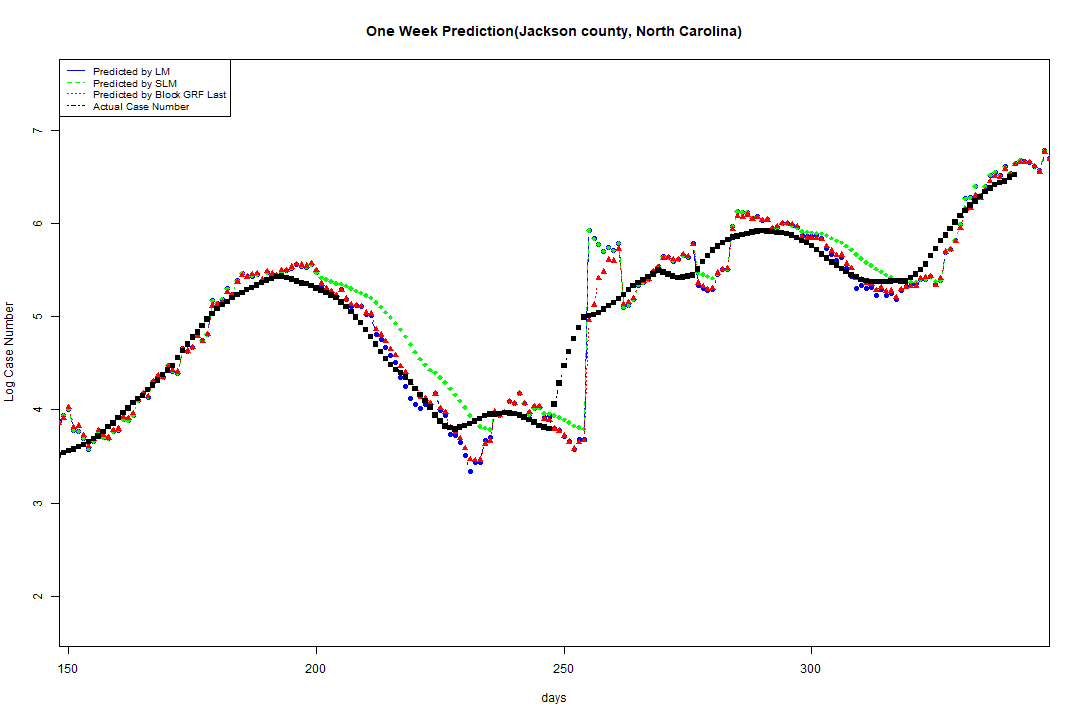 One Week Prediction(Jackson county, North Carolina)
Predicted by LM
Predicted by SLM
Predicted by Block GRF Last
Actual Case Number
7
6
5
4
3
2
Log Case Number
150 200 250 300
days